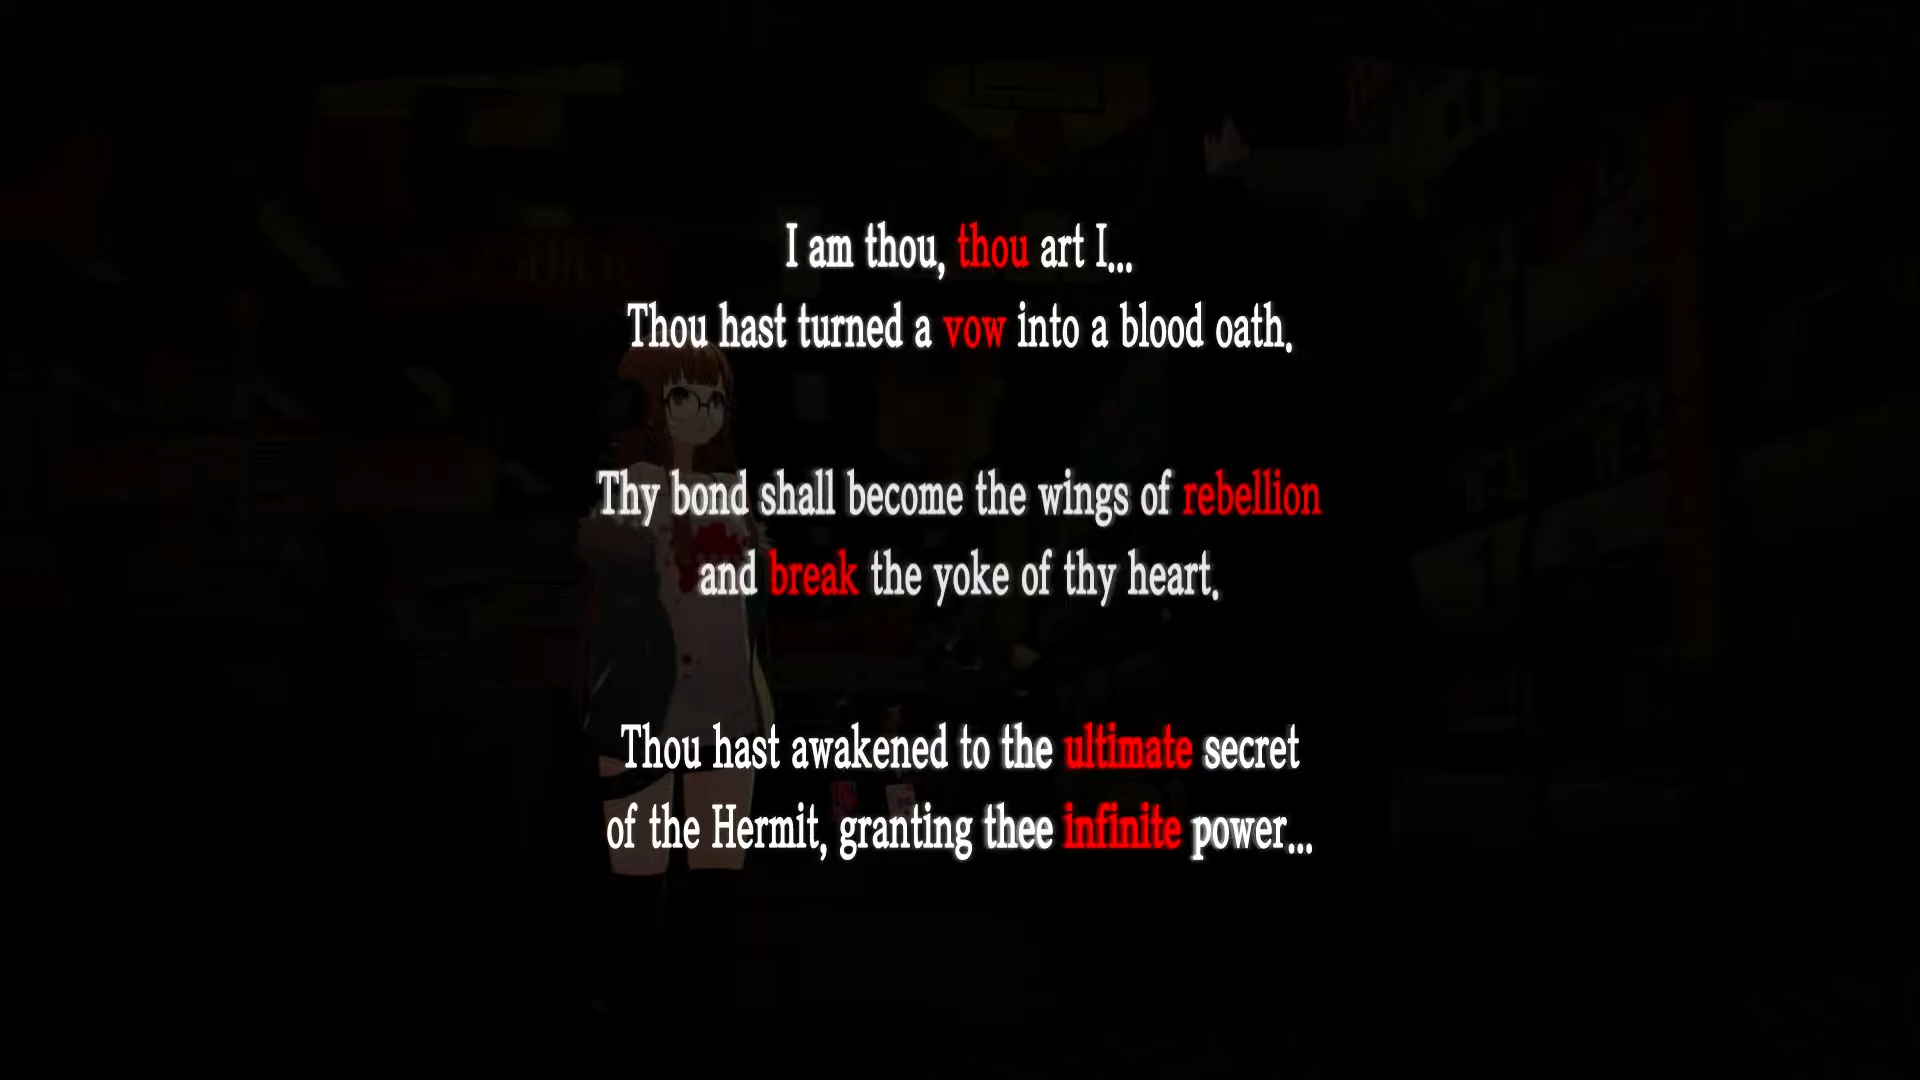 I am thou, thou art I...
Thou hast turned a vow into a blood oath.
Thy bond shall become the wings of rebellion
and break the yoke of thy heart.
Thou hast awakened to the ultimate secret
of the Hermit, granting thee infinite power...